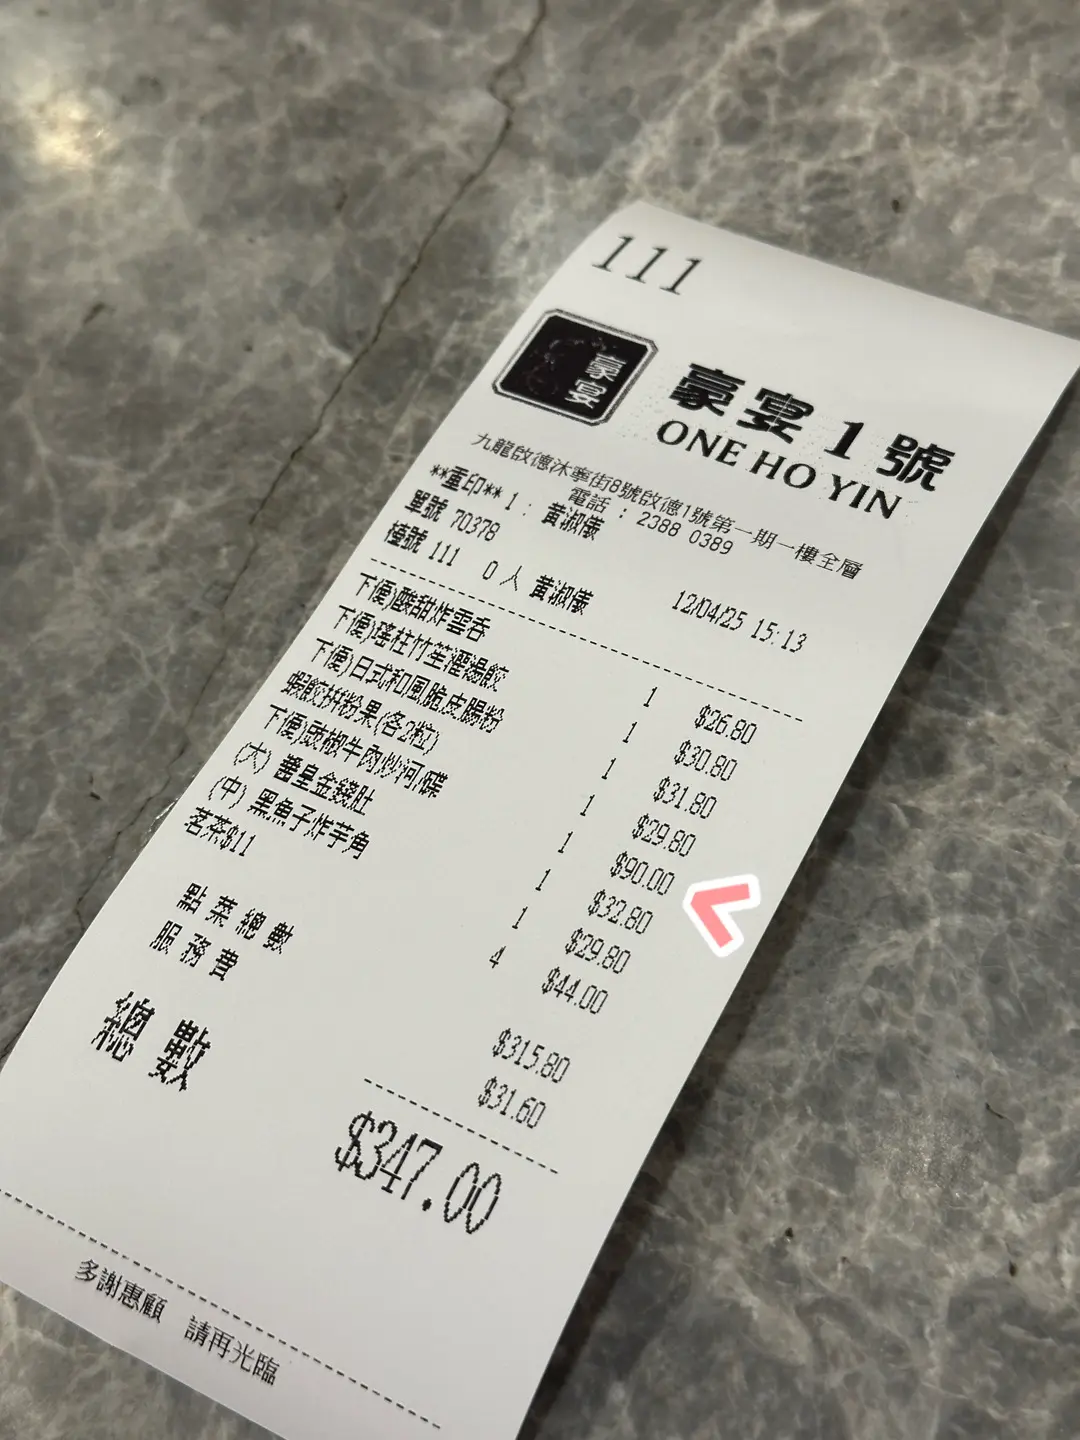 111
豪宴
豪宴1號
ONE HO YIN
九龍啟德沐寧街8號啟德1號第一期一樓全層
電話 : 2388 0389
**重印** 1 : 黃淑儀
單號 70378
檯號 111 0 人 黃淑儀 12/04/25 15:13
下便)酸甜炸雲吞 1 $26.80
下便)瑤柱竹笙灌湯餃 1 $30.80
下便)日式和風脆皮腸粉 1 $31.80
蝦餃拼粉果(各2粒) 1 $29.80
下便)豉椒牛肉炒河/碟 1 $90.00
(大) 醬皇金錢肚 1 $32.80
(中) 黑魚子炸芋角 1 $29.80
茗茶$11 4 $44.00
點菜總數 $315.80
服務費 $31.60
總數 $347.00
多謝惠顧 請再光臨